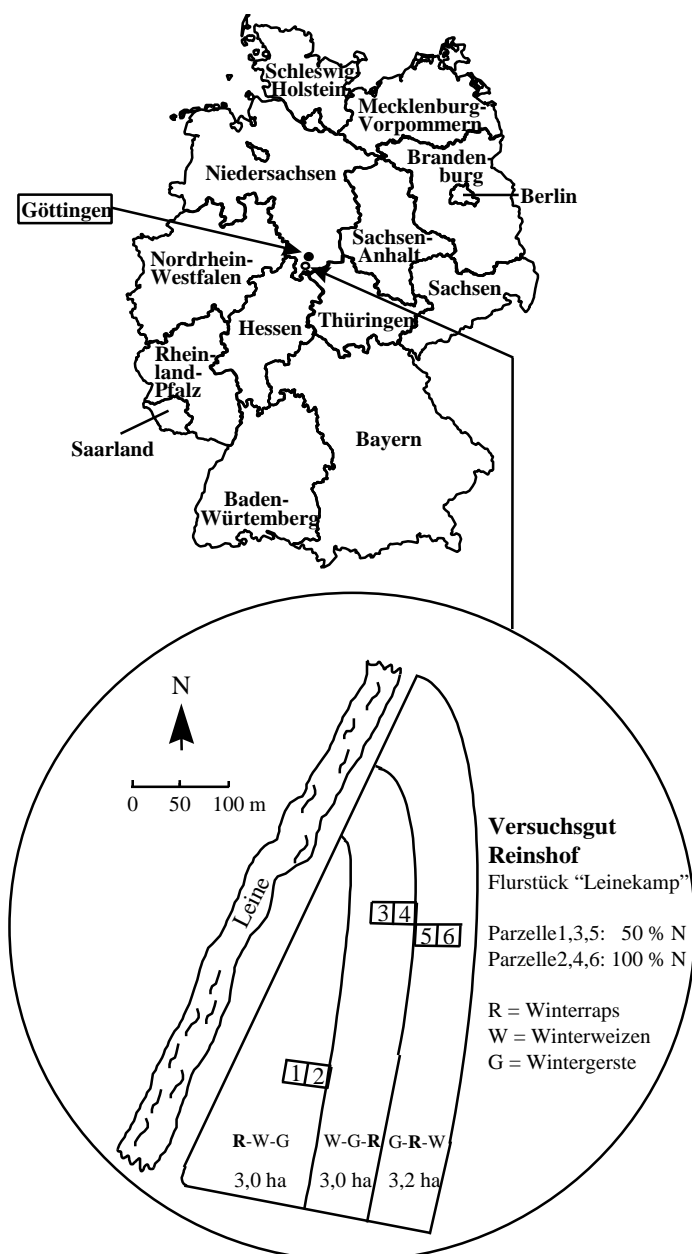 Schleswig-
Holstein
Mecklenburg-
Vorpommern
Branden-
burg
Niedersachsen
Berlin
Göttingen
Sachsen-
Anhalt
Nordrhein-
Westfalen
Sachsen
Thüringen
Hessen
Rhein-
land-
Pfalz
Saarland
Bayern
Baden-
Würtemberg
N
0 50 100 m
Leine
Versuchsgut
Reinshof
Flurstück “Leinekamp”
3 4
5 6
Parzelle1,3,5: 50 % N
Parzelle2,4,6: 100 % N
R = Winterraps
W = Winterweizen
G = Wintergerste
1 2
R-W-G W-G-R G-R-W
3,0 ha 3,0 ha 3,2 ha